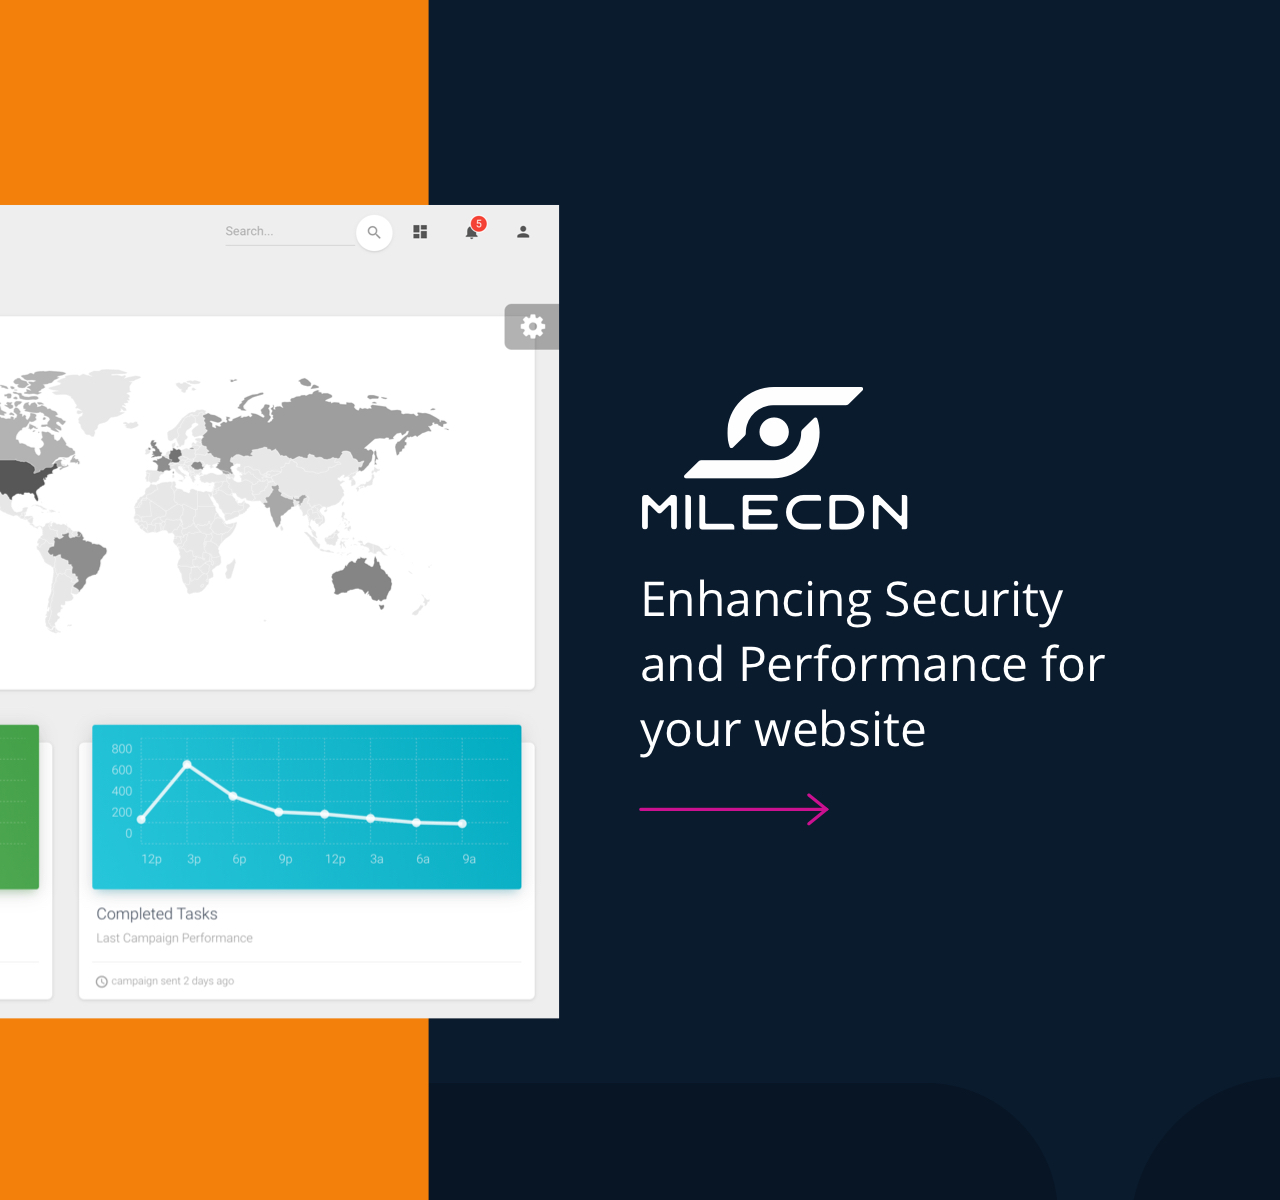 Search...
5
MILECDN
Enhancing Security
and Performance for
your website
800
600
400
200
0
12p 3p 6p 9p 12p 3a 6a 9a
Completed Tasks
Last Campaign Performance
campaign sent 2 days ago